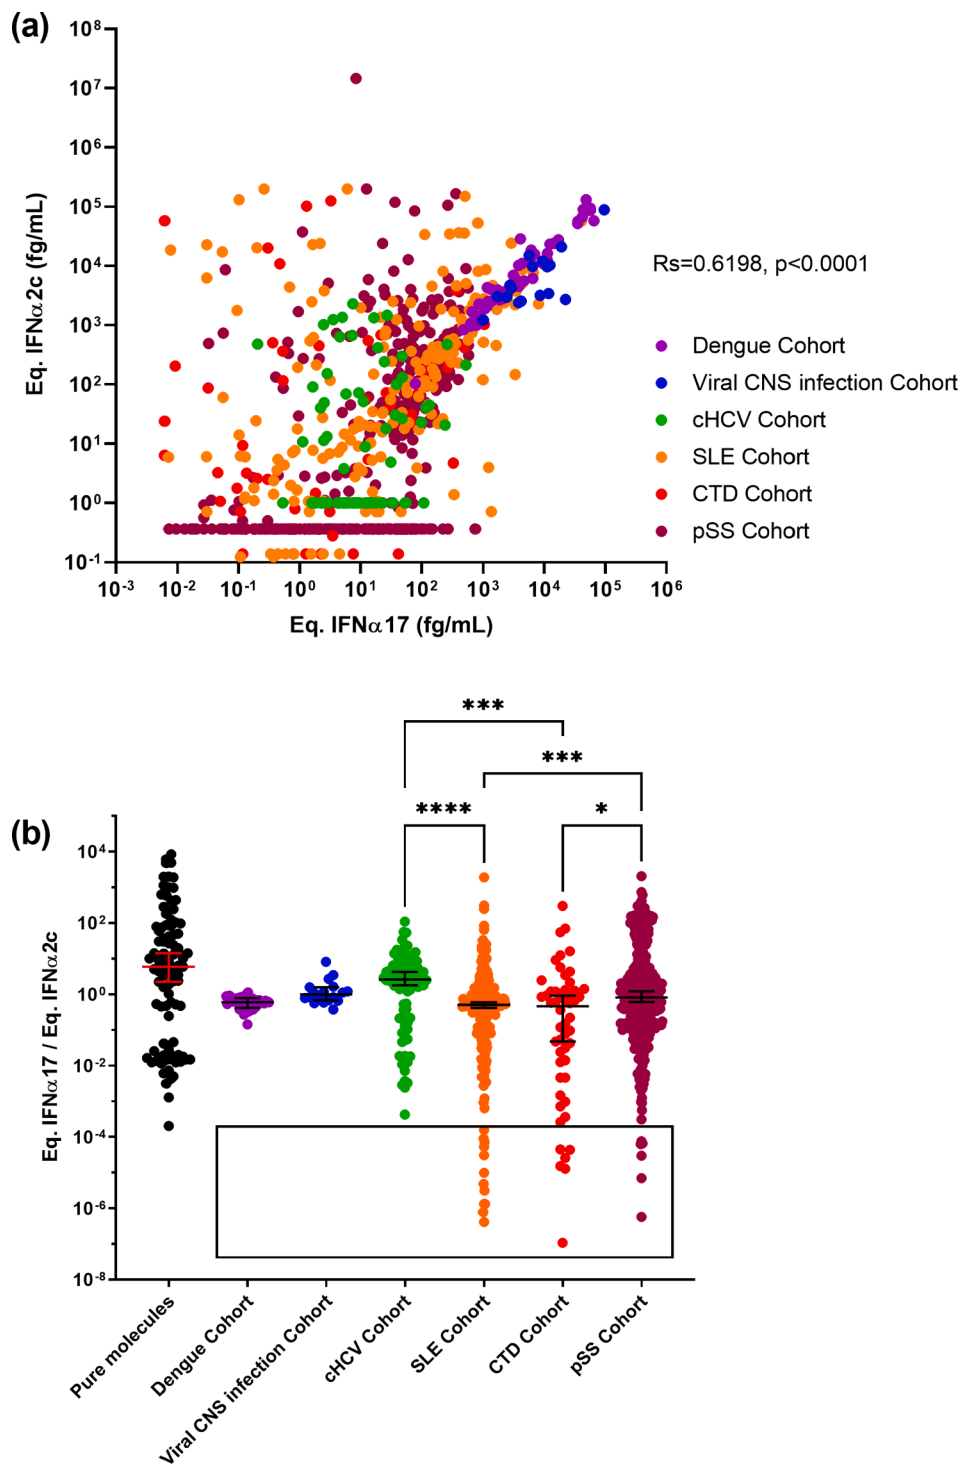 (a)
10⁸
10⁷
10⁶
10⁵
10⁴
10³
10²
10¹
10⁰
10⁻¹
Eq. IFNα2c (fg/mL)
10⁻³ 10⁻² 10⁻¹ 10⁰ 10¹ 10² 10³ 10⁴ 10⁵ 10⁶
Eq. IFNα17 (fg/mL)
Rs=0.6198, p<0.0001
Dengue Cohort
Viral CNS infection Cohort
cHCV Cohort
SLE Cohort
CTD Cohort
pSS Cohort
(b)
***
***
**** *
10⁴
10²
10⁰
10⁻²
10⁻⁴
10⁻⁶
10⁻⁸
Eq. IFNα17 / Eq. IFNα2c
Pure molecules
Dengue Cohort
Viral CNS infection Cohort
cHCV Cohort
SLE Cohort
CTD Cohort
pSS Cohort